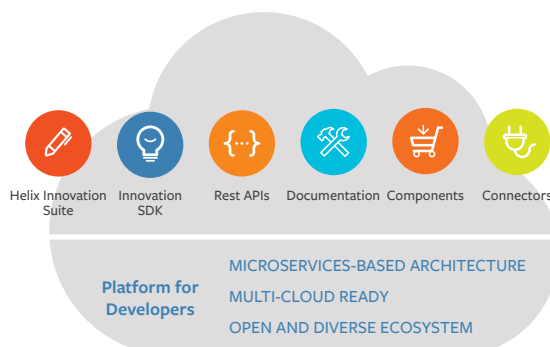 Helix Innovation
Suite
Innovation
SDK
Rest APIs
Documentation
Components
Connectors
Platform for
Developers
MICROSERVICES-BASED ARCHITECTURE
MULTI-CLOUD READY
OPEN AND DIVERSE ECOSYSTEM